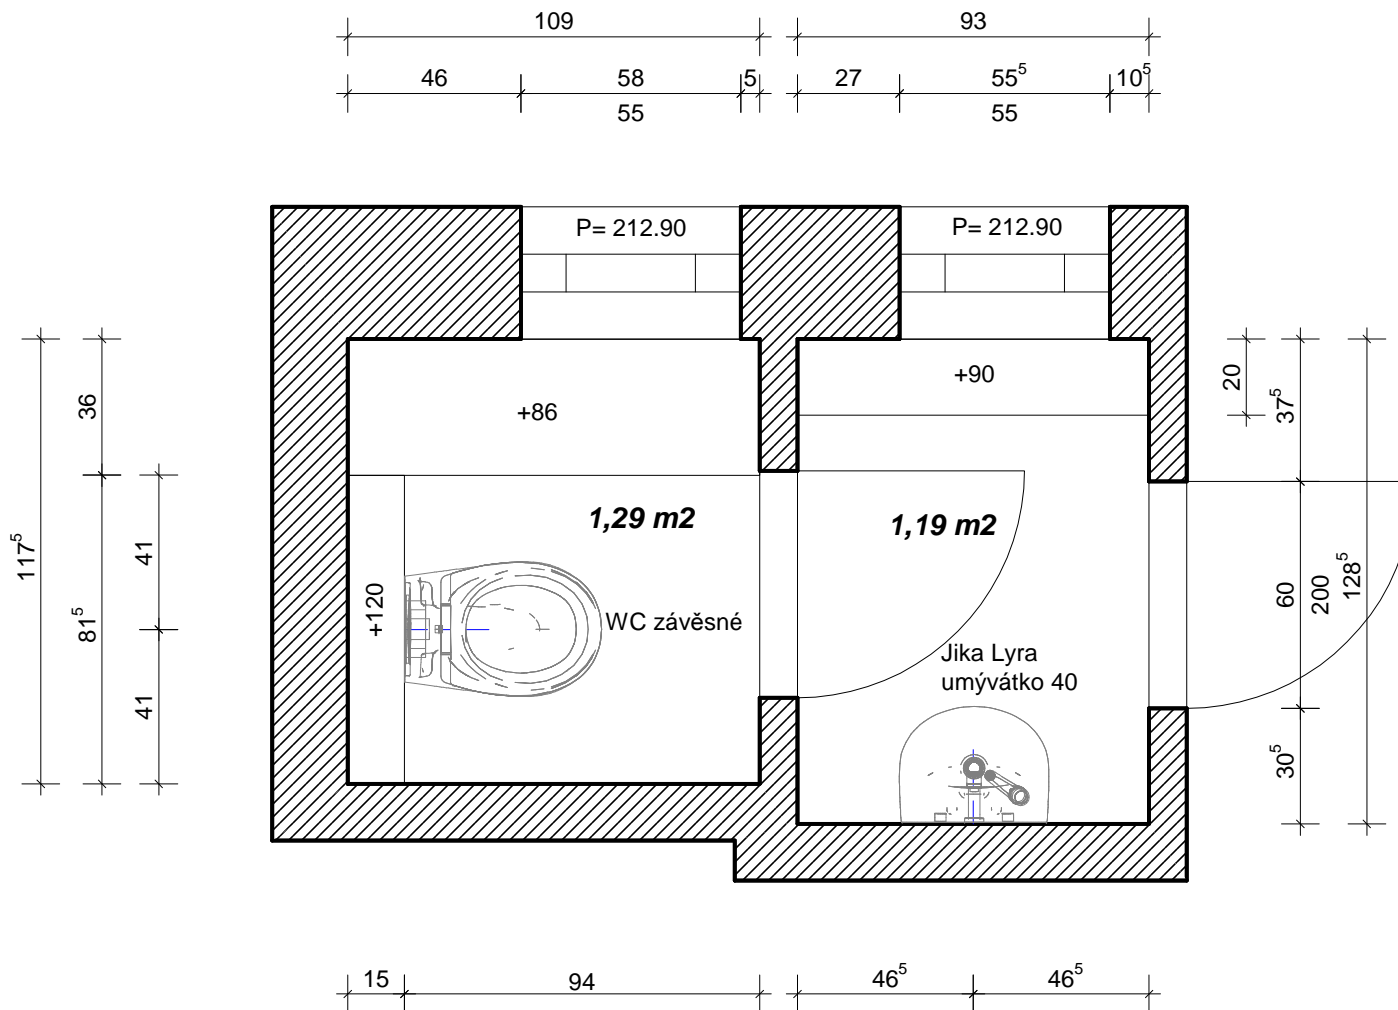 109 93
46 58 5 27 55⁵ 10⁵
55 55
P= 212.90 P= 212.90
+86 +90
1,29 m2 1,19 m2
+120
WC závěsné
Jika Lyra
umývátko 40
117⁵
36
81⁵
41
41
20
37⁵
60
200
30⁵
128⁵
15 94 46⁵ 46⁵